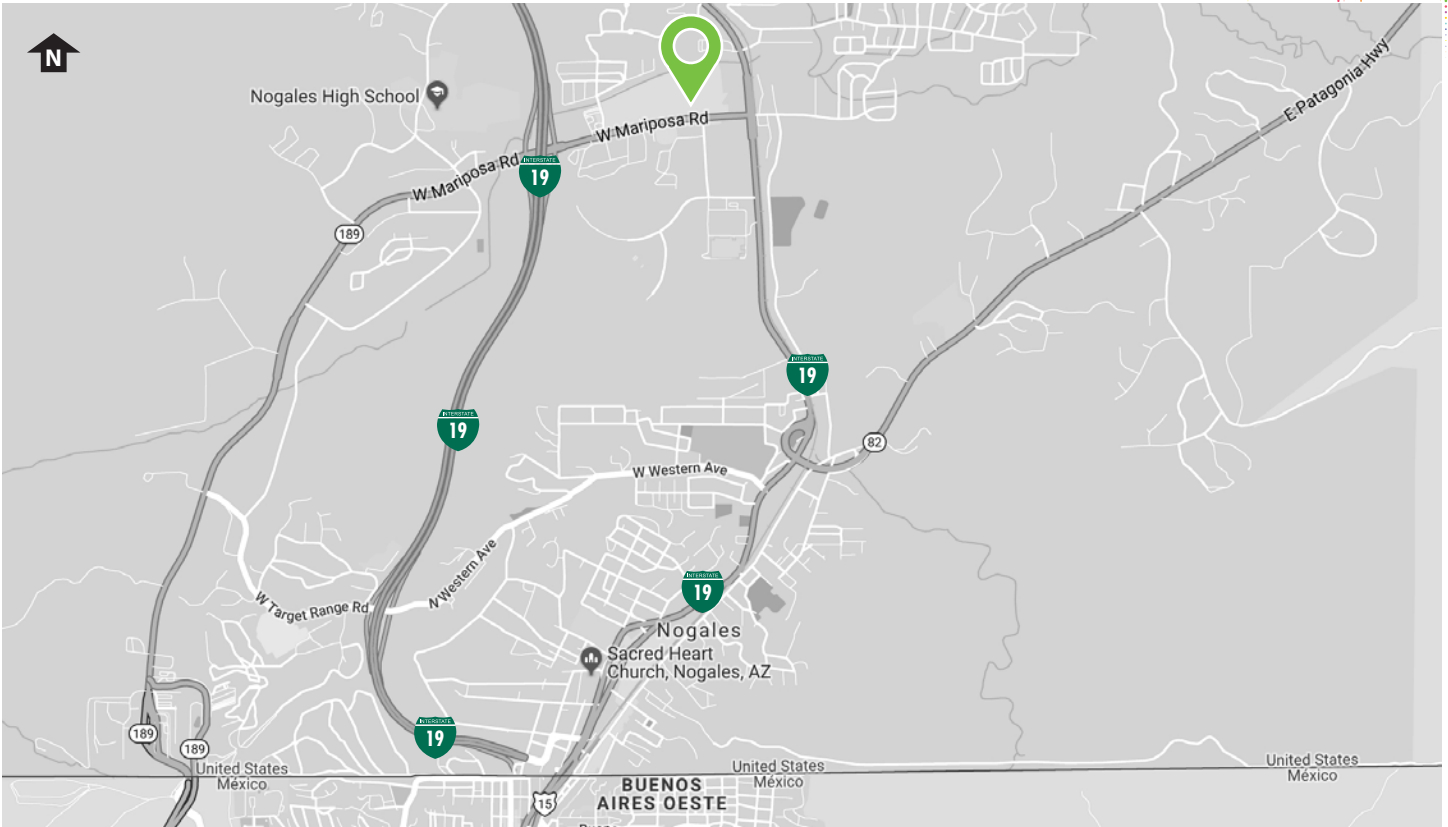 N
Nogales High School
W Mariposa Rd
W Mariposa Rd
INTERSTATE
19
E Patagonia Hwy
189
INTERSTATE
19
INTERSTATE
19
82
W Western Ave
N Western Ave
W Target Range Rd
INTERSTATE
19
Nogales
Sacred Heart
Church, Nogales, AZ
189
189
INTERSTATE
19
United States
México
United States
México
United States
México
BUENOS
AIRES OESTE
15